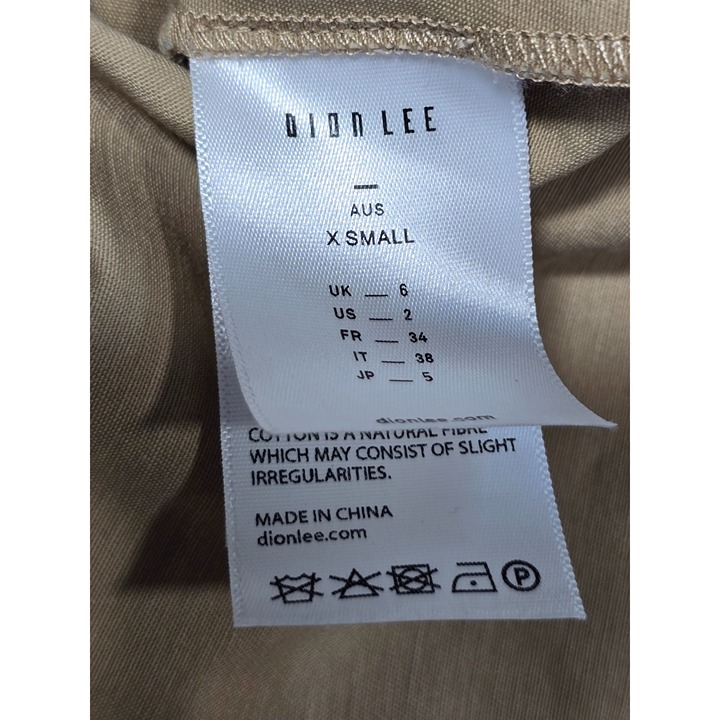 DION LEE
AUS
X SMALL
UK — 6
US — 2
FR — 34
IT — 38
JP — 5
dionlee.com
COTTON IS A NATURAL FIBRE
WHICH MAY CONSIST OF SLIGHT
IRREGULARITIES.
MADE IN CHINA
dionlee.com
P